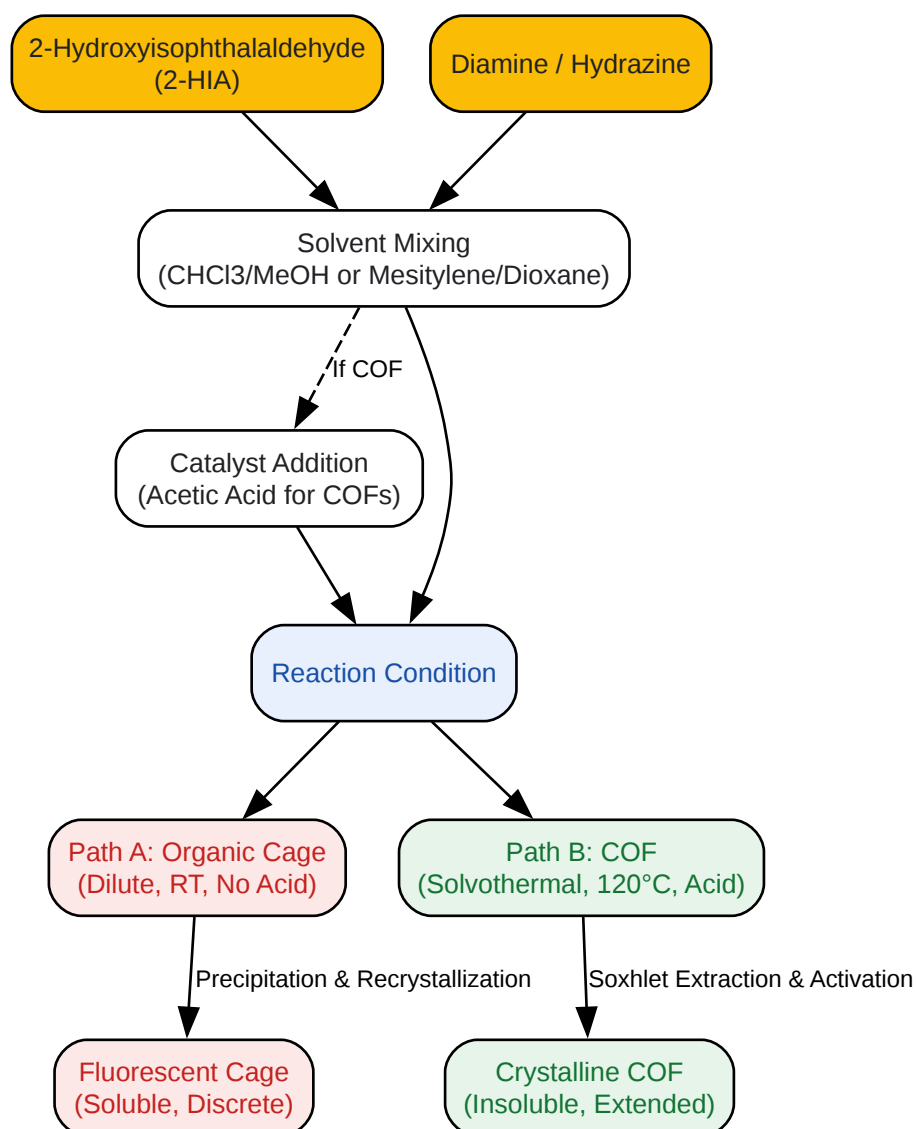 2-Hydroxyisophthalaldehyde
(2-HIA)
Diamine / Hydrazine
Solvent Mixing
(CHCl3/MeOH or Mesitylene/Dioxane)
If COF
Catalyst Addition
(Acetic Acid for COFs)
Reaction Condition
Path A: Organic Cage
(Dilute, RT, No Acid)
Path B: COF
(Solvothermal, 120°C, Acid)
Precipitation & Recrystallization
Soxhlet Extraction & Activation
Fluorescent Cage
(Soluble, Discrete)
Crystalline COF
(Insoluble, Extended)